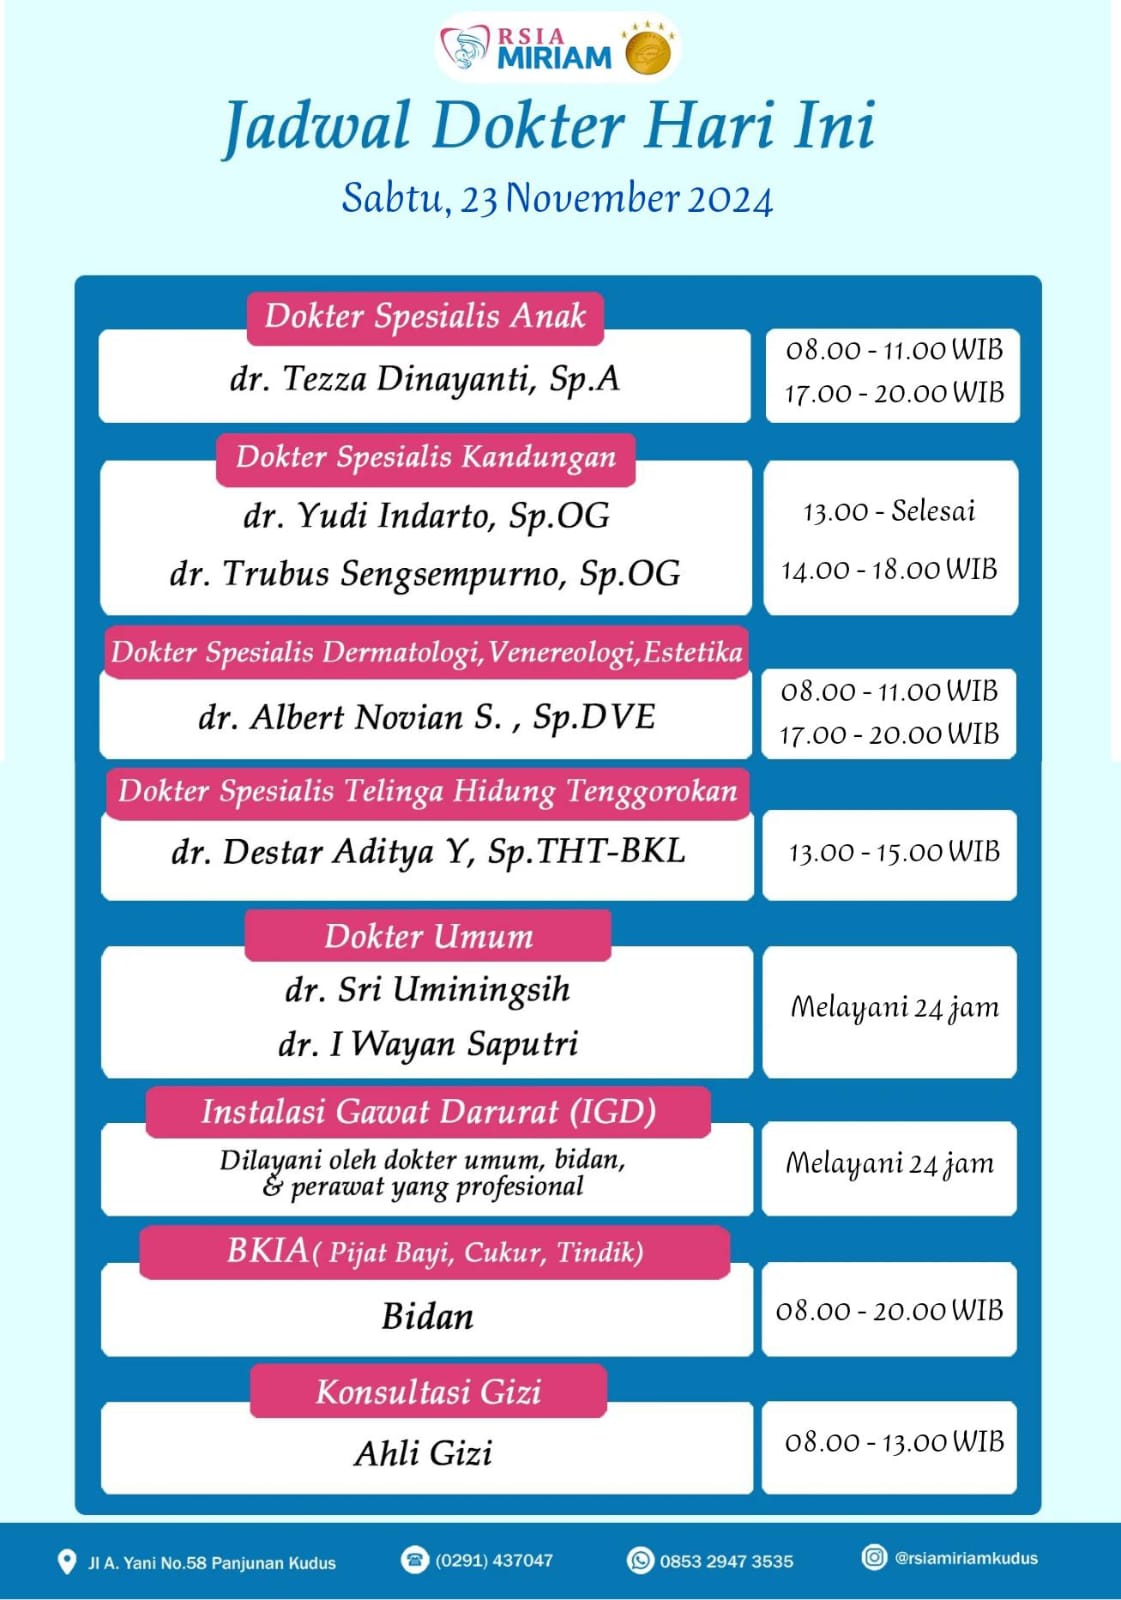 RSIA
MIRIAM
Jadwal Dokter Hari Ini
Sabtu, 23 November 2024
Dokter Spesialis Anak
dr. Tezza Dinayanti, Sp.A
08.00 - 11.00 WIB
17.00 - 20.00 WIB
Dokter Spesialis Kandungan
dr. Yudi Indarto, Sp.OG
13.00 - Selesai
dr. Trubus Sengsempurno, Sp.OG
14.00 - 18.00 WIB
Dokter Spesialis Dermatologi,Venereologi,Estetika
dr. Albert Novian S. , Sp.DVE
08.00 - 11.00 WIB
17.00 - 20.00 WIB
Dokter Spesialis Telinga Hidung Tenggorokan
dr. Destar Aditya Y, Sp.THT-BKL
13.00 - 15.00 WIB
Dokter Umum
dr. Sri Uminingsih
dr. I Wayan Saputri
Melayani 24 jam
Instalasi Gawat Darurat (IGD)
Dilayani oleh dokter umum, bidan,
& perawat yang profesional
Melayani 24 jam
BKIA( Pijat Bayi, Cukur, Tindik)
Bidan
08.00 - 20.00 WIB
Konsultasi Gizi
Ahli Gizi
08.00 - 13.00 WIB
Jl A. Yani No.58 Panjunan Kudus
(0291) 437047
0853 2947 3535
@rsiamiriamkudus